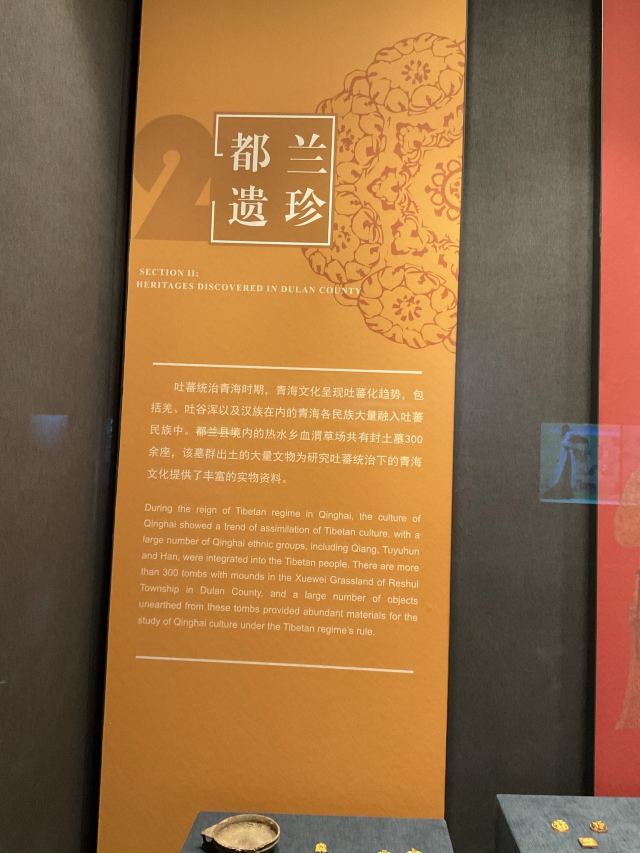 2
都兰
遗珍
SECTION II:
HERITAGES DISCOVERED IN DULAN COUNTY
吐蕃统治青海时期，青海文化呈现吐蕃化趋势，包
括羌、吐谷浑以及汉族在内的青海各民族大量融入吐蕃
民族中。都兰县境内的热水乡血渭草场共有封土墓300
余座，该墓群出土的大量文物为研究吐蕃统治下的青海
文化提供了丰富的实物资料。
During the reign of Tibetan regime in Qinghai, the culture of
Qinghai showed a trend of assimilation of Tibetan culture, with a
large number of Qinghai ethnic groups, including Qiang, Tuyuhun
and Han, were integrated into the Tibetan people. There are more
than 300 tombs with mounds in the Xuewei Grassland of Reshui
Township in Dulan County, and a large number of objects
unearthed from these tombs provided abundant materials for the
study of Qinghai culture under the Tibetan regime's rule.